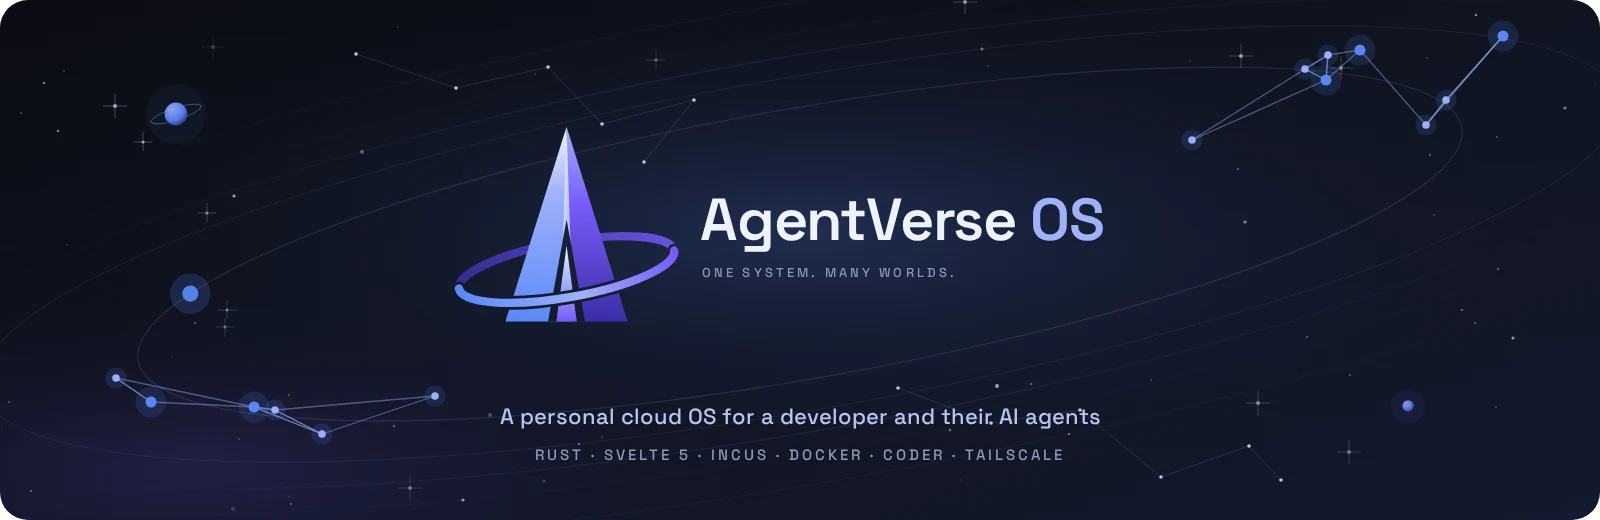 AgentVerse OS
ONE SYSTEM. MANY WORLDS.
A personal cloud OS for a developer and their AI agents
RUST · SVELTE 5 · INCUS · DOCKER · CODER · TAILSCALE